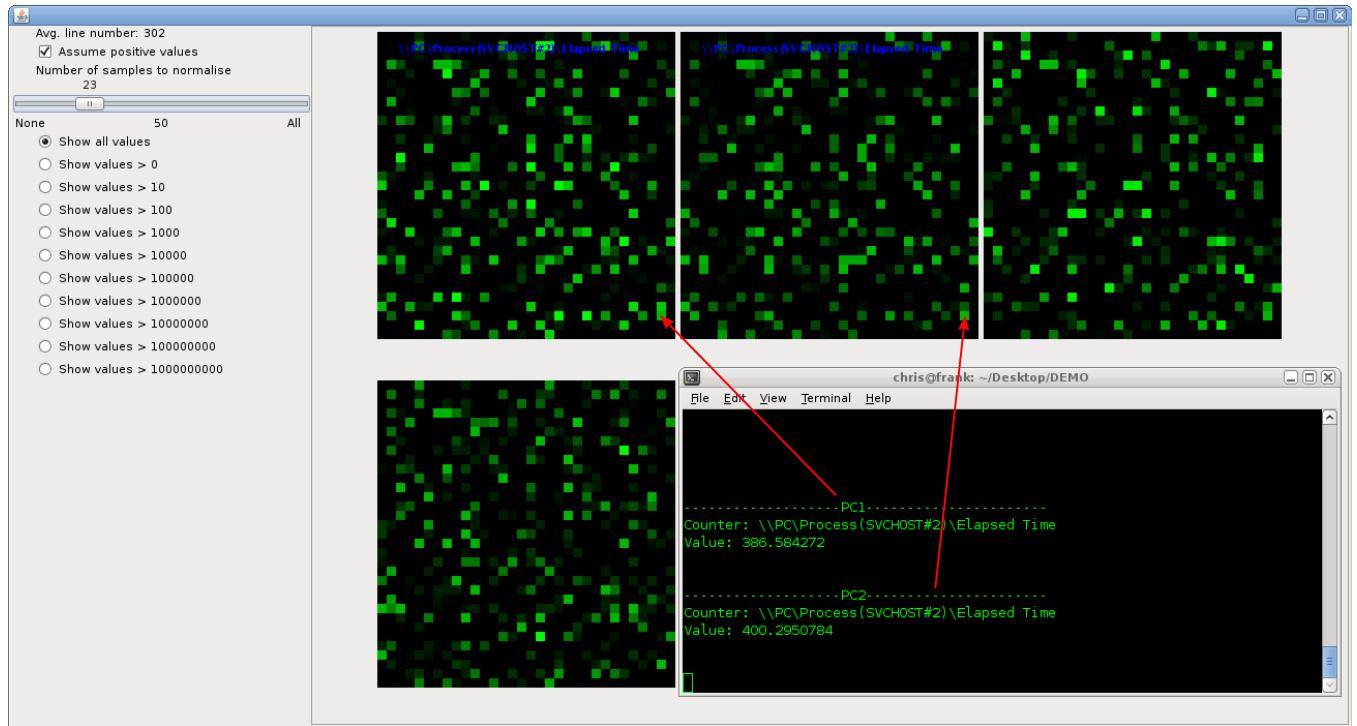 Avg. line number: 302
Assume positive values
Number of samples to normalise
23
None 50 All
Show all values
Show values > 0
Show values > 10
Show values > 100
Show values > 1000
Show values > 10000
Show values > 100000
Show values > 1000000
Show values > 10000000
Show values > 100000000
Show values > 1000000000
\\PC\Process(SVCHOST#2)\Elapsed Time
\\PC\Process(SVCHOST#2)\Elapsed Time
chris@frank: ~/Desktop/DEMO
File Edit View Terminal Help
-------------------PC1----------------------
Counter: \\PC\Process(SVCHOST#2)\Elapsed Time
Value: 386.584272
-------------------PC2----------------------
Counter: \\PC\Process(SVCHOST#2)\Elapsed Time
Value: 400.2950784